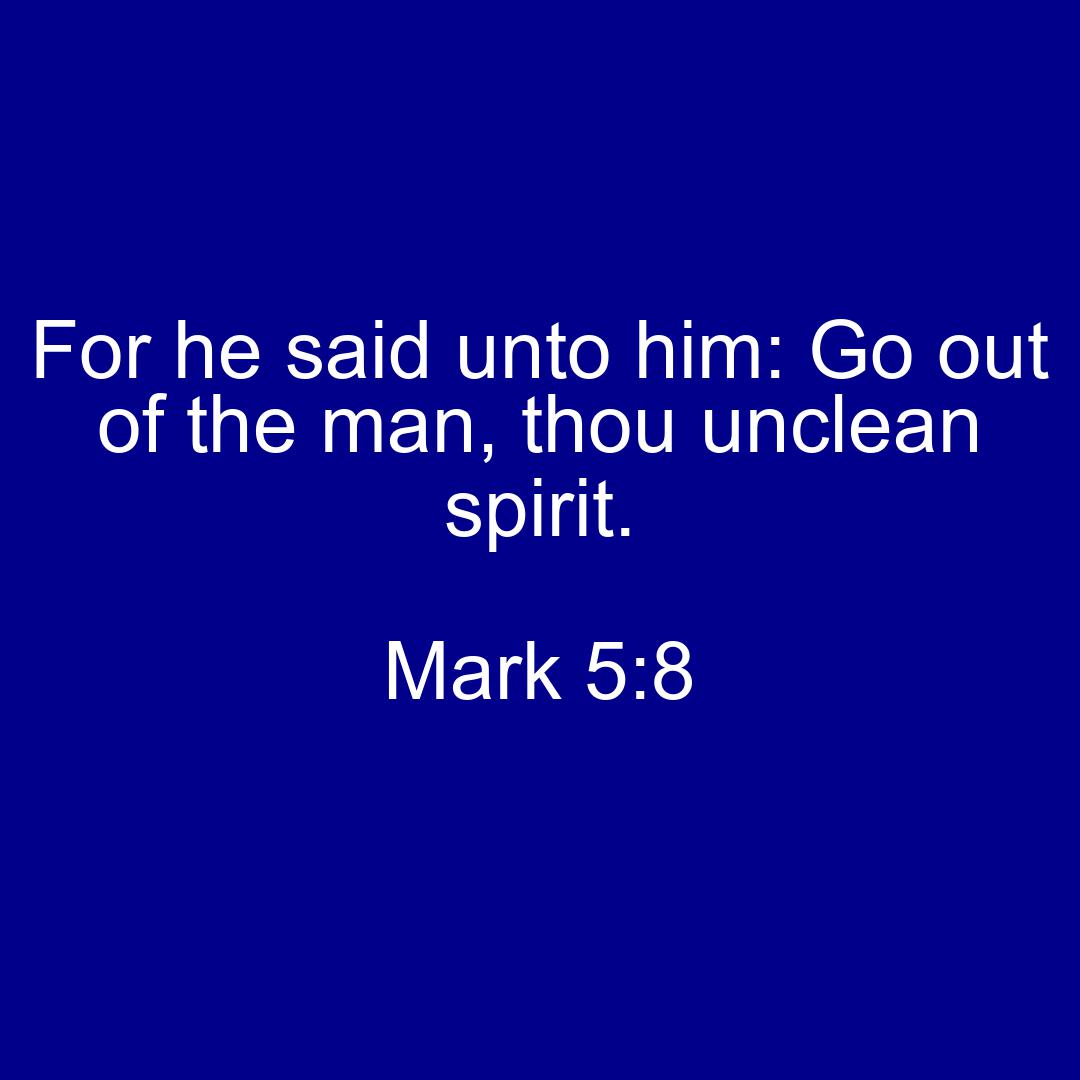 For he said unto him: Go out
of the man, thou unclean
spirit.
Mark 5:8